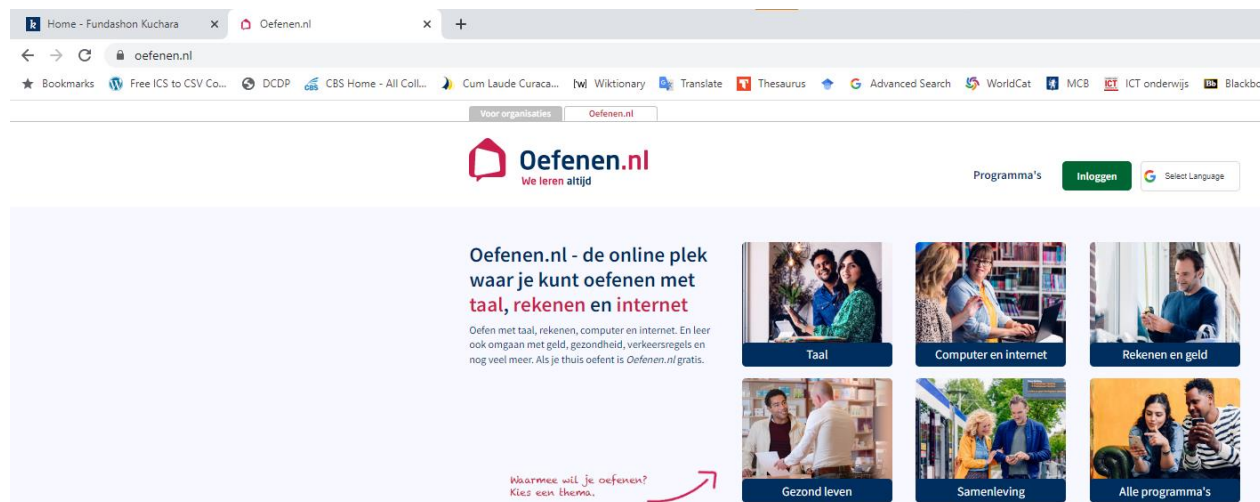 Home - Fundashon Kuchara
Oefenen.nl
oefenen.nl
Bookmarks Free ICS to CSV Co... DCDP CBS Home - All Coll... Cum Laude Curaca... [w] Wiktionary Translate Thesaurus Advanced Search WorldCat MCB ICT onderwijs Blackbo
Voor organisaties Oefenen.nl
Oefenen.nl
We leren altijd
Programma's Inloggen Select Language
Oefenen.nl - de online plek
waar je kunt oefenen met
taal, rekenen en internet
Oefen met taal, rekenen, computer en internet. En leer
ook omgaan met geld, gezondheid, verkeersregels en
nog veel meer. Als je thuis oefent is Oefenen.nl gratis.
Taal Computer en internet Rekenen en geld
Waarmee wil je oefenen?
Kies een thema.
Gezond leven Samenleving Alle programma's